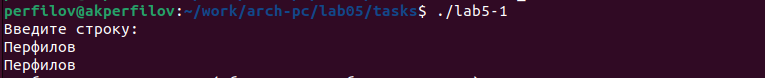 perfilov@akperfilov:~/work/arch-pc/lab05/tasks$ ./lab5-1
Введите строку:
Перфилов
Перфилов